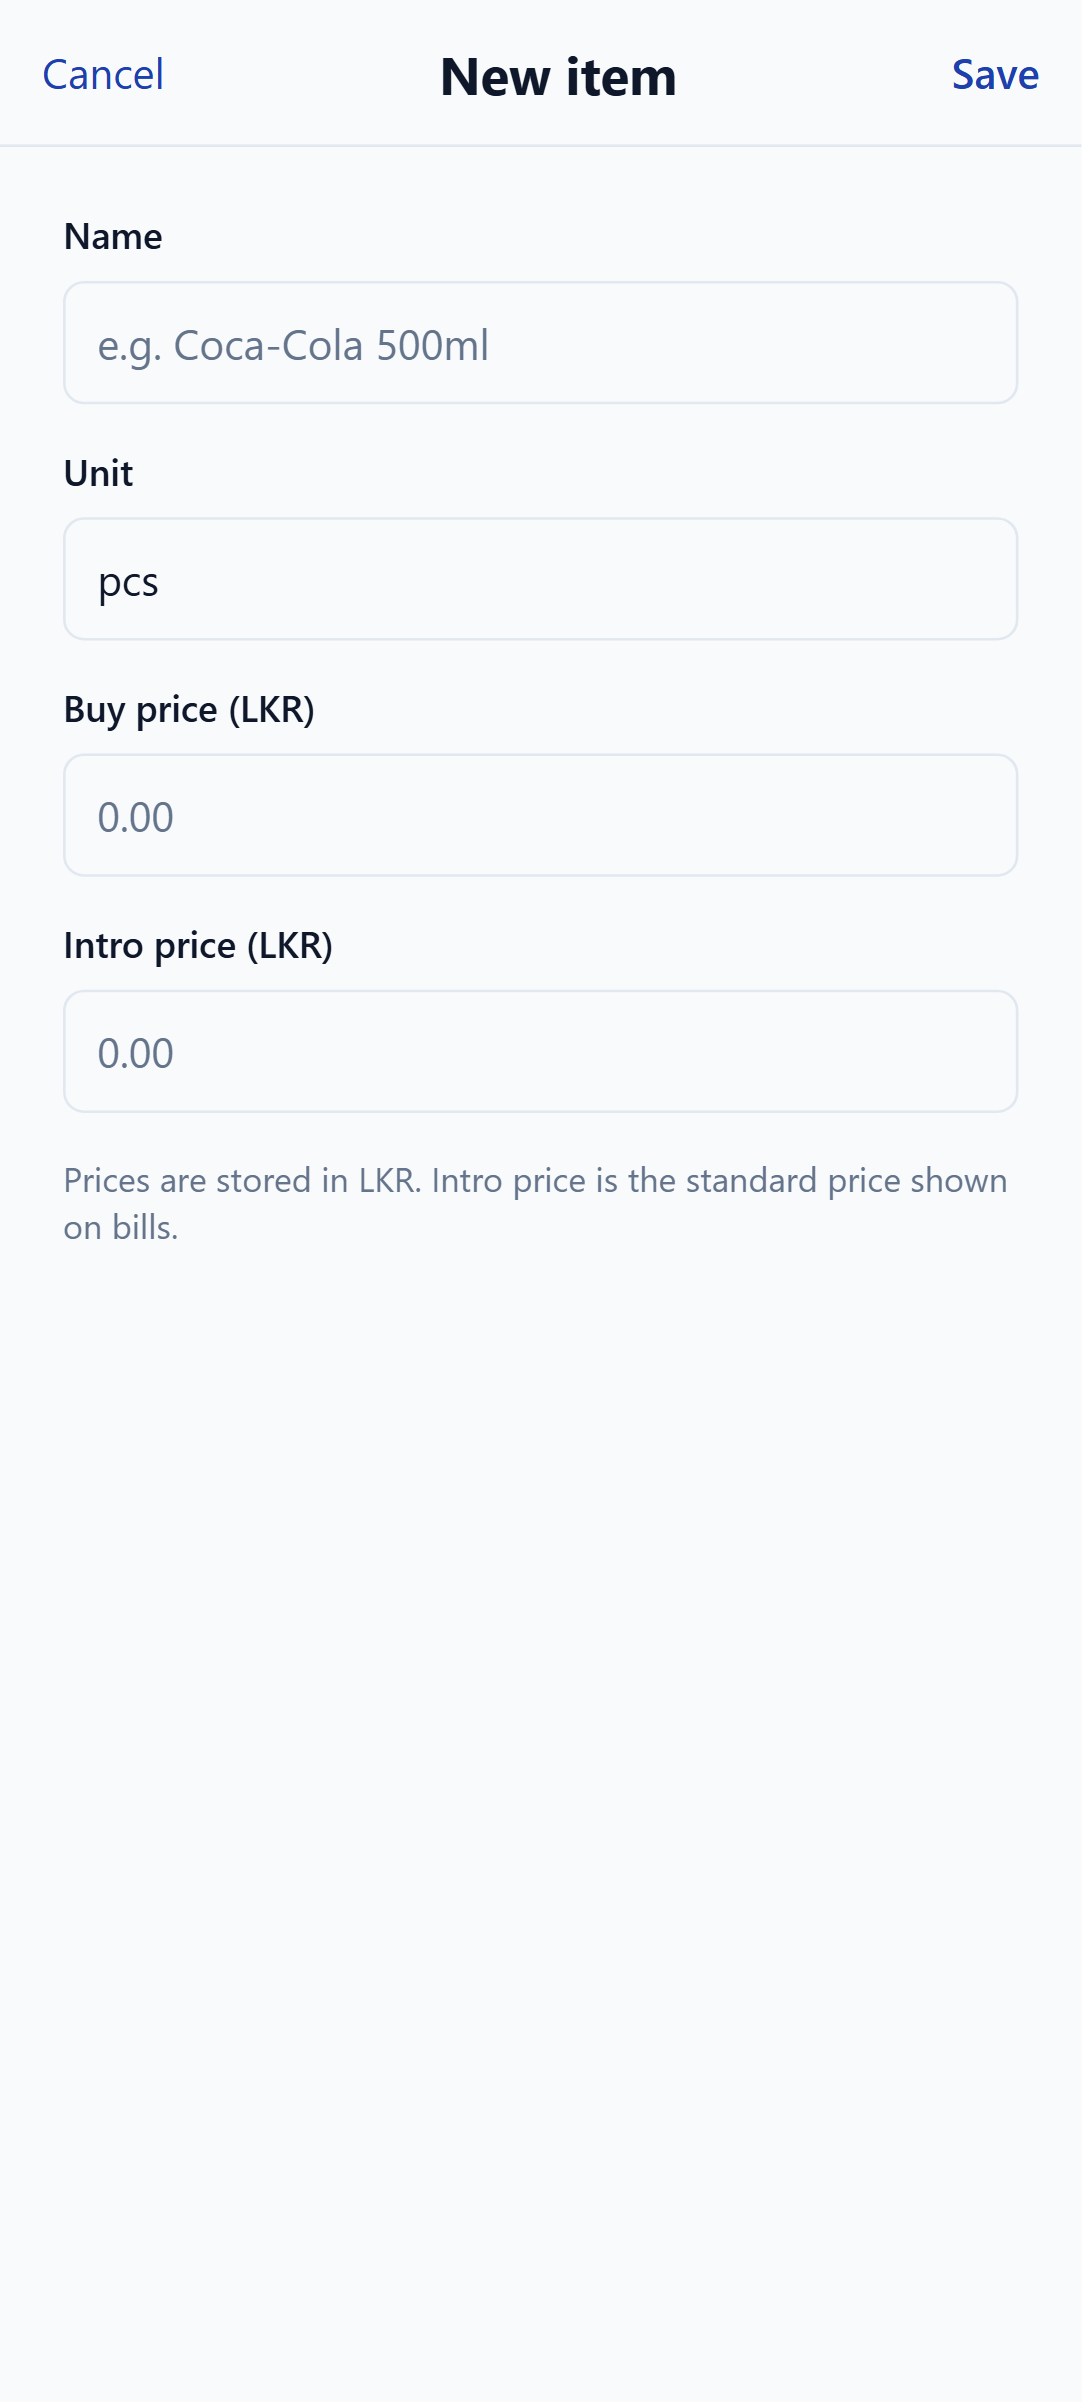 Cancel New item Save
Name
e.g. Coca-Cola 500ml
Unit
pcs
Buy price (LKR)
0.00
Intro price (LKR)
0.00
Prices are stored in LKR. Intro price is the standard price shown
on bills.